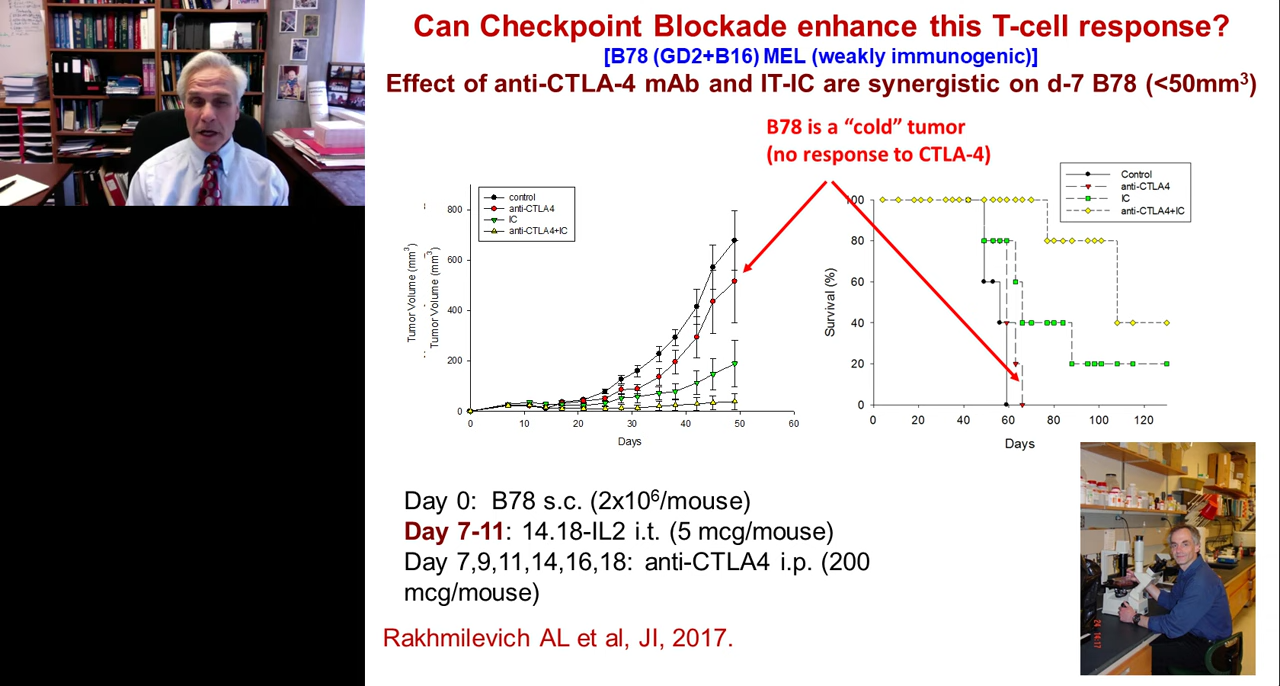 Can Checkpoint Blockade enhance this T-cell response?
[B78 (GD2+B16) MEL (weakly immunogenic)]
Effect of anti-CTLA-4 mAb and IT-IC are synergistic on d-7 B78 (<50mm³)
B78 is a “cold” tumor
(no response to CTLA-4)
control
anti-CTLA4
IC
anti-CTLA4+IC
Tumor Volume (mm³)
Tumor Volume (mm³)
800
600
400
200
0
0 10 20 30 40 50 60
Days
Control
anti-CTLA4
IC
anti-CTLA4+IC
Survival (%)
100
80
60
40
20
0
0 20 40 60 80 100 120
Days
Day 0: B78 s.c. (2x10⁶/mouse)
Day 7-11: 14.18-IL2 i.t. (5 mcg/mouse)
Day 7,9,11,14,16,18: anti-CTLA4 i.p. (200
mcg/mouse)
Rakhmilevich AL et al, JI, 2017.